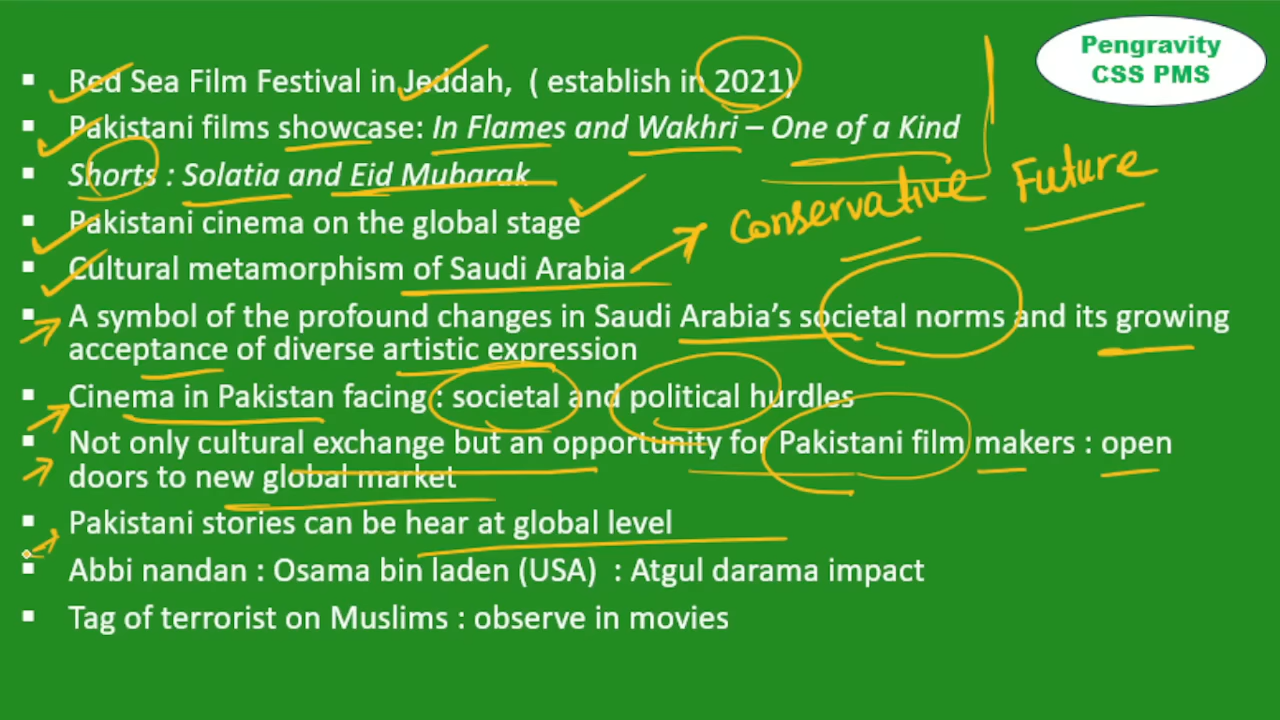 Pengravity
CSS PMS
▪ Red Sea Film Festival in Jeddah, ( establish in 2021)
▪ Pakistani films showcase: In Flames and Wakhri – One of a Kind
▪ Shorts : Solatia and Eid Mubarak
▪ Pakistani cinema on the global stage
▪ Cultural metamorphism of Saudi Arabia
Conservative Future
▪ A symbol of the profound changes in Saudi Arabia's societal norms and its growing
acceptance of diverse artistic expression
▪ Cinema in Pakistan facing : societal and political hurdles
▪ Not only cultural exchange but an opportunity for Pakistani film makers : open
doors to new global market
▪ Pakistani stories can be hear at global level
▪ Abbi nandan : Osama bin laden (USA) : Atgul darama impact
▪ Tag of terrorist on Muslims : observe in movies